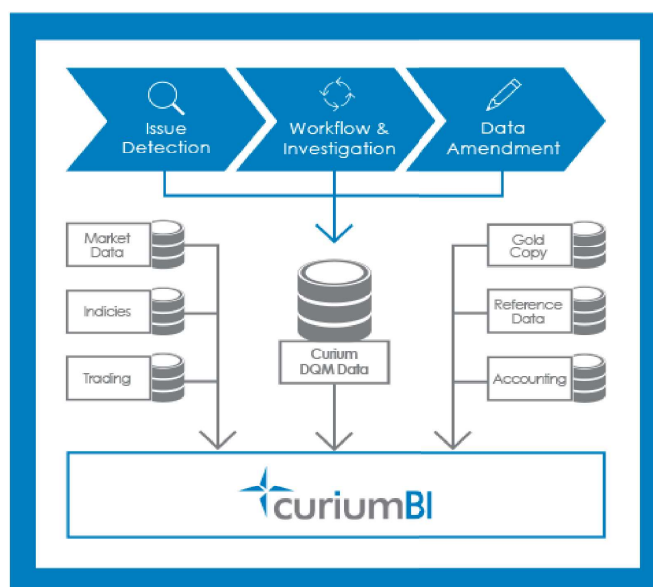 Issue
Detection
Workflow &
Investigation
Data
Amendment
Market
Data
Indicies
Trading
Curium
DQM Data
Gold
Copy
Reference
Data
Accounting
curiumBI